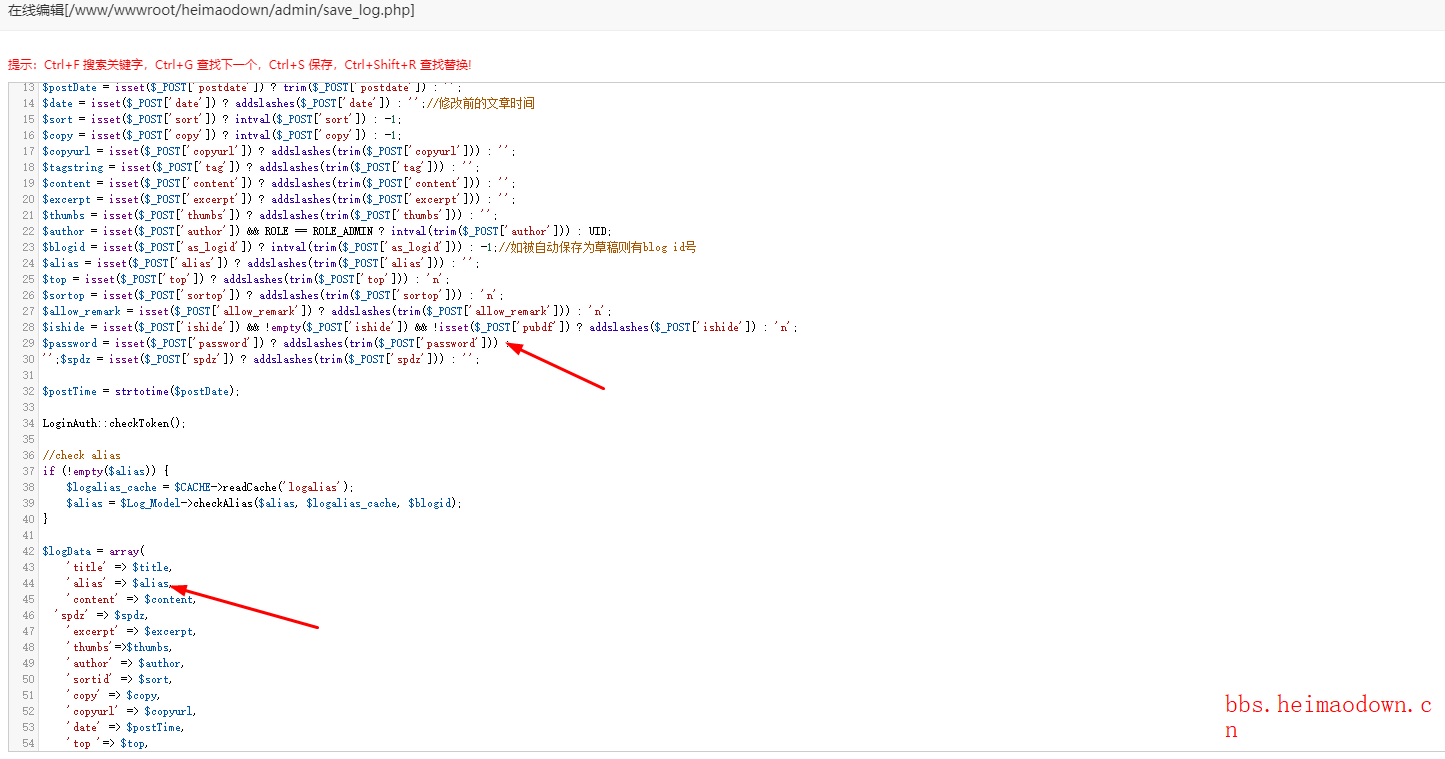 在线编辑[/www/wwwroot/heimaodown/admin/save_log.php]
提示：Ctrl+F 搜索关键字，Ctrl+G 查找下一个，Ctrl+S 保存，Ctrl+Shift+R 查找替换!
13 $postDate = isset($_POST['postdate']) ? trim($_POST['postdate']) : '';
14 $date = isset($_POST['date']) ? addslashes($_POST['date']) : '';//修改前的文章时间
15 $sort = isset($_POST['sort']) ? intval($_POST['sort']) : -1;
16 $copy = isset($_POST['copy']) ? intval($_POST['copy']) : -1;
17 $copyurl = isset($_POST['copyurl']) ? addslashes(trim($_POST['copyurl'])) : '';
18 $tagstring = isset($_POST['tag']) ? addslashes(trim($_POST['tag'])) : '';
19 $content = isset($_POST['content']) ? addslashes(trim($_POST['content'])) : '';
20 $excerpt = isset($_POST['excerpt']) ? addslashes(trim($_POST['excerpt'])) : '';
21 $thumbs = isset($_POST['thumbs']) ? addslashes(trim($_POST['thumbs'])) : '';
22 $author = isset($_POST['author']) && ROLE == ROLE_ADMIN ? intval(trim($_POST['author'])) : UID;
23 $blogid = isset($_POST['as_logid']) ? intval(trim($_POST['as_logid'])) : -1;//如被自动保存为草稿则有blog id号
24 $alias = isset($_POST['alias']) ? addslashes(trim($_POST['alias'])) : '';
25 $top = isset($_POST['top']) ? addslashes(trim($_POST['top'])) : 'n';
26 $sortop = isset($_POST['sortop']) ? addslashes(trim($_POST['sortop'])) : 'n';
27 $allow_remark = isset($_POST['allow_remark']) ? addslashes(trim($_POST['allow_remark'])) : 'n';
28 $ishide = isset($_POST['ishide']) && !empty($_POST['ishide']) && !isset($_POST['pubdf']) ? addslashes($_POST['ishide']) : 'n';
29 $password = isset($_POST['password']) ? addslashes(trim($_POST['password'])) :
30 '';$spdz = isset($_POST['spdz']) ? addslashes(trim($_POST['spdz'])) : '';
31
32 $postTime = strtotime($postDate);
33
34 LoginAuth::checkToken();
35
36 //check alias
37 if (!empty($alias)) {
38 $logalias_cache = $CACHE->readCache('logalias');
39 $alias = $Log_Model->checkAlias($alias, $logalias_cache, $blogid);
40 }
41
42 $logData = array(
43 'title' => $title,
44 'alias' => $alias,
45 'content' => $content,
46 'spdz' => $spdz,
47 'excerpt' => $excerpt,
48 'thumbs'=>$thumbs,
49 'author' => $author,
50 'sortid' => $sort,
51 'copy' => $copy,
52 'copyurl' => $copyurl,
53 'date' => $postTime,
54 'top '=> $top,
bbs.heimaodown.c
n